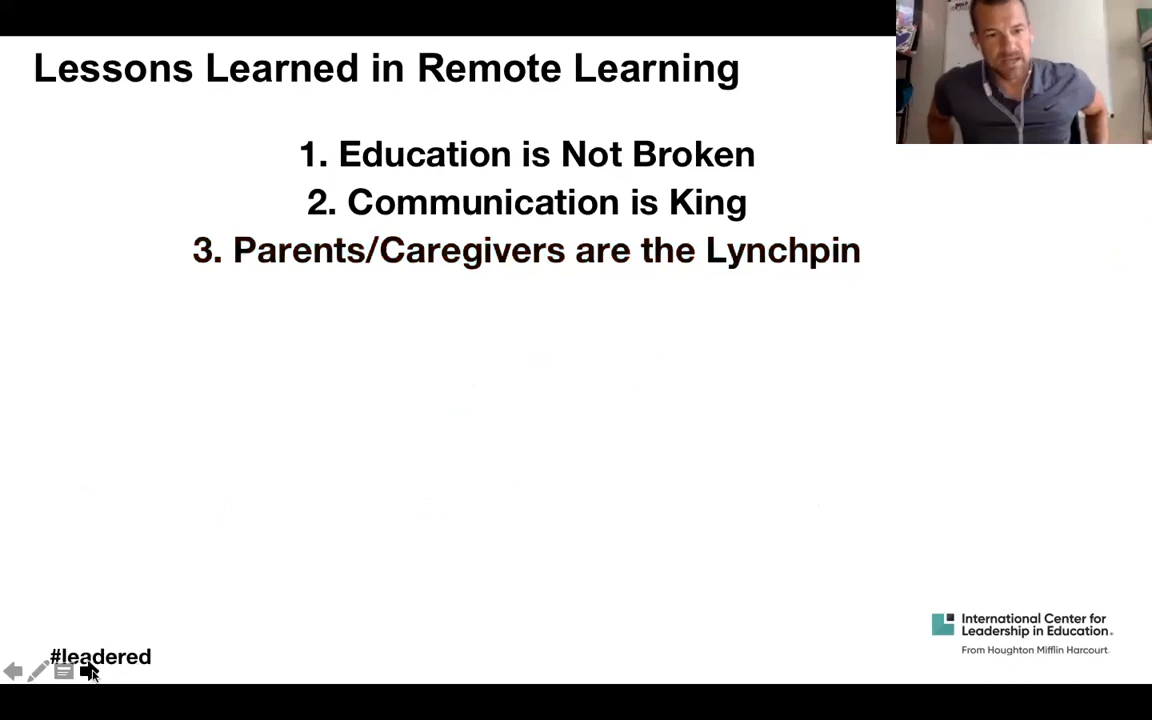 Lessons Learned in Remote Learning
1. Education is Not Broken
2. Communication is King
3. Parents/Caregivers are the Lynchpin
International Center for
Leadership in Education.
From Houghton Mifflin Harcourt
#leadered